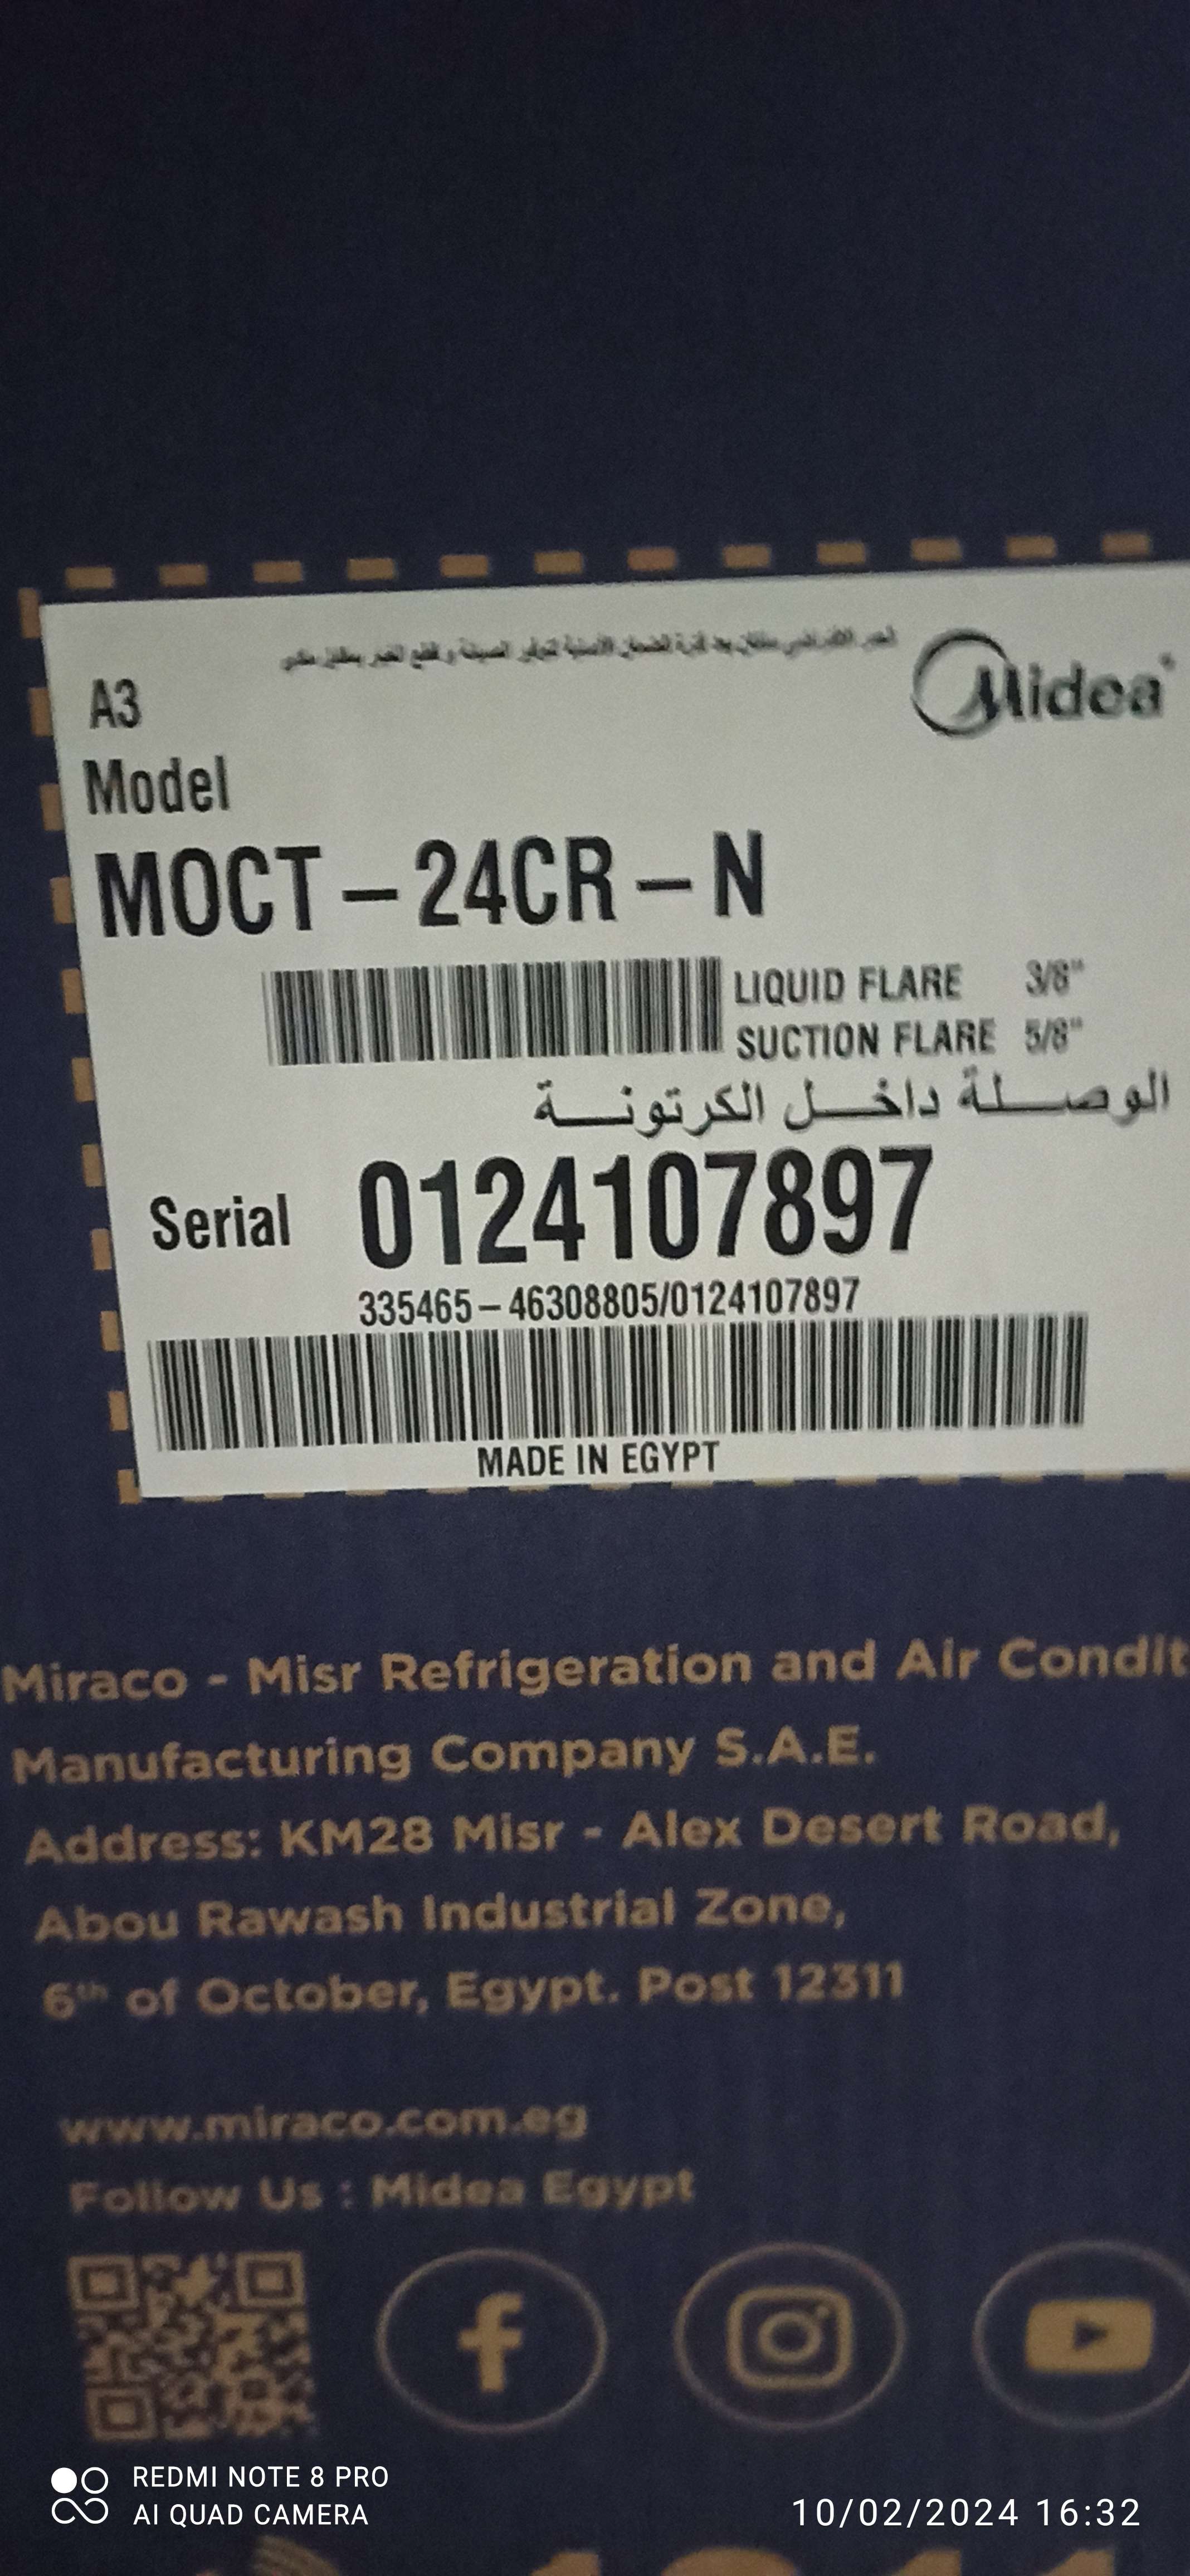 العمر الافتراضي
Midea
A3
Model
MOCT-24CR-N
LIQUID FLARE 3/8"
SUCTION FLARE 5/8"
الوصلة داخل الكرتونة
Serial 0124107897
335465-46308805/0124107897
MADE IN EGYPT
Miraco - Misr Refrigeration and Air Condit
Manufacturing Company S.A.E.
Address: KM28 Misr - Alex Desert Road,
Abou Rawash Industrial Zone,
6th of October, Egypt. Post 12311
www.miraco.com.eg
Follow Us : Midea Egypt
REDMI NOTE 8 PRO
AI QUAD CAMERA
10/02/2024 16:32